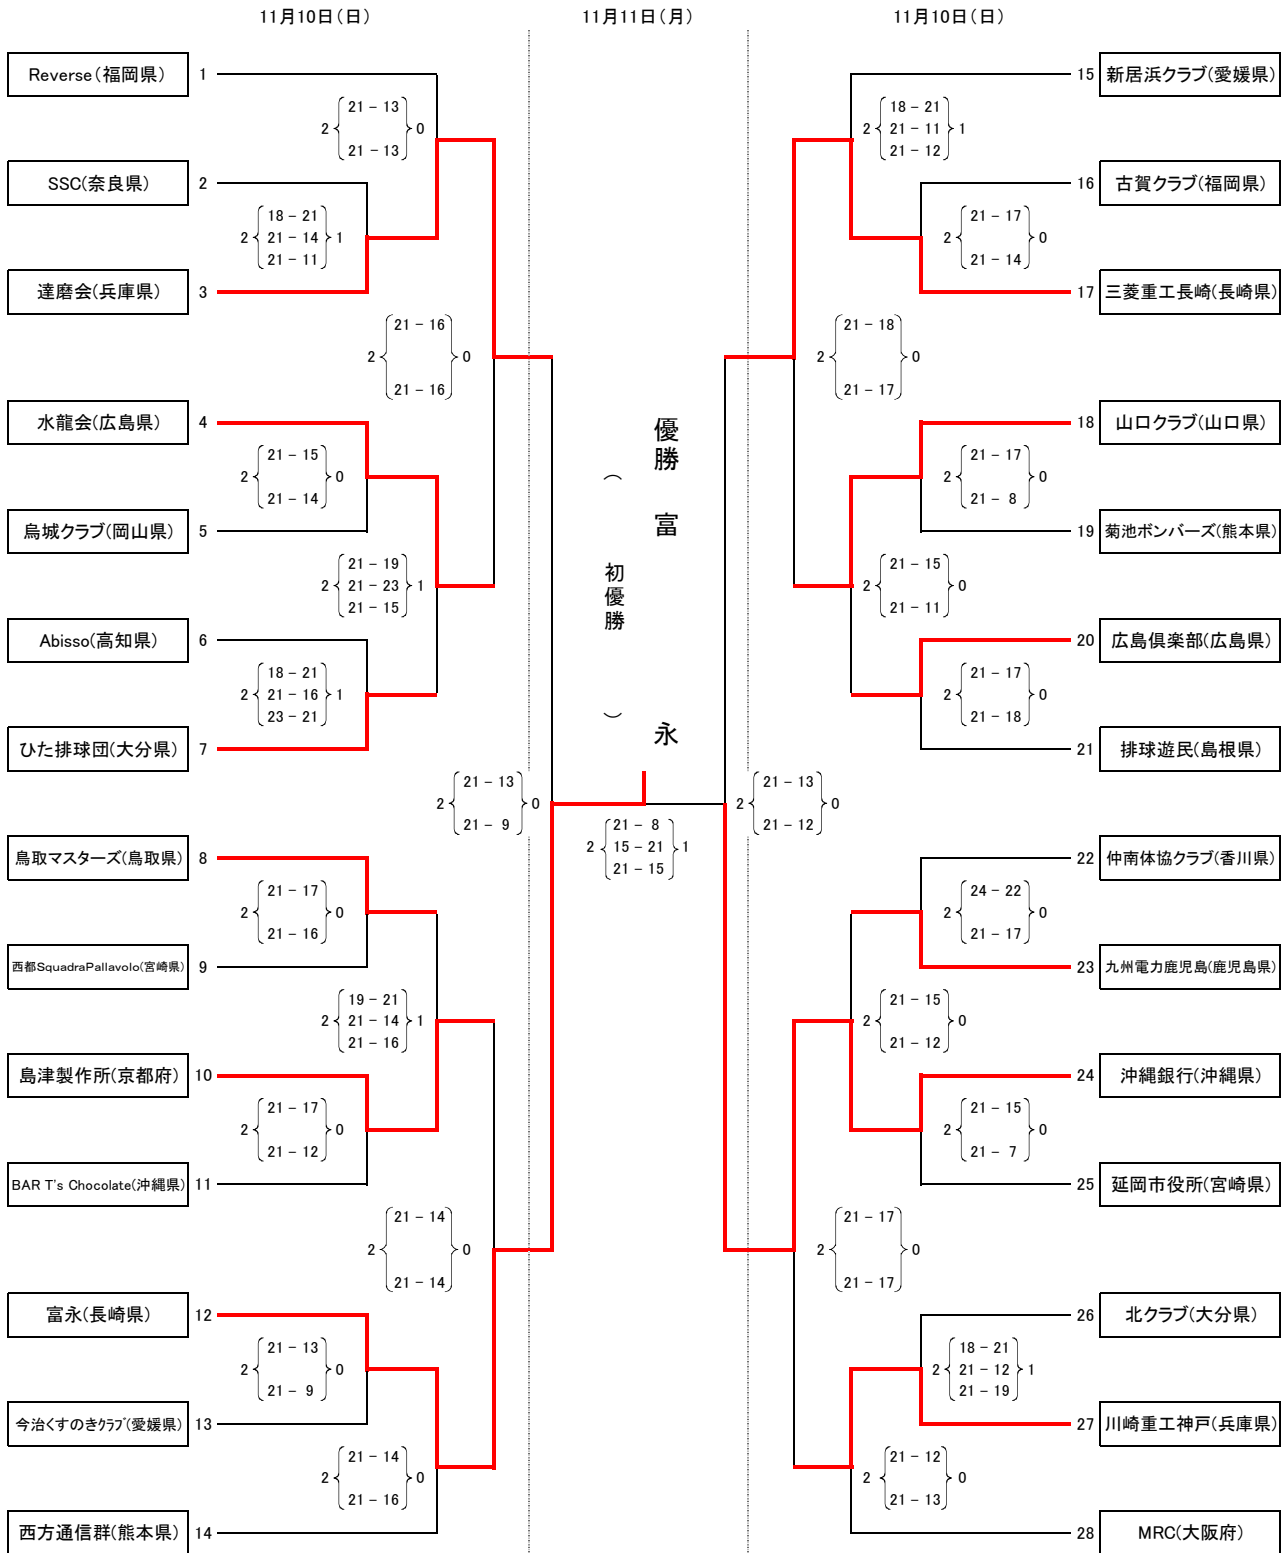 11月10日(日)
11月11日(月)
11月10日(日)
Reverse(福岡県) 1
21 - 13
2 0
21 - 13
SSC(奈良県) 2
18 - 21
2 21 - 14 1
21 - 11
達磨会(兵庫県) 3
21 - 16
2 0
21 - 16
水龍会(広島県) 4
21 - 15
2 0
21 - 14
烏城クラブ(岡山県) 5
21 - 19
2 21 - 23 1
21 - 15
Abisso(高知県) 6
18 - 21
2 21 - 16 1
23 - 21
ひた排球団(大分県) 7
21 - 13
2 0
21 - 9
鳥取マスターズ(鳥取県) 8
21 - 17
2 0
21 - 16
西都SquadraPallavolo(宮崎県) 9
19 - 21
2 21 - 14 1
21 - 16
島津製作所(京都府) 10
21 - 17
2 0
21 - 12
BAR T's Chocolate(沖縄県) 11
21 - 14
2 0
21 - 14
富永(長崎県) 12
21 - 13
2 0
21 - 9
今治くすのきクラブ(愛媛県) 13
21 - 14
2 0
21 - 16
西方通信群(熊本県) 14
優勝 富永
(初優勝)
21 - 8
2 15 - 21 1
21 - 15
15 新居浜クラブ(愛媛県)
18 - 21
2 21 - 11 1
21 - 12
16 古賀クラブ(福岡県)
21 - 17
2 0
21 - 14
17 三菱重工長崎(長崎県)
21 - 18
2 0
21 - 17
18 山口クラブ(山口県)
21 - 17
2 0
21 - 8
19 菊池ボンバーズ(熊本県)
21 - 15
2 0
21 - 11
20 広島倶楽部(広島県)
21 - 17
2 0
21 - 18
21 排球遊民(島根県)
21 - 13
2 0
21 - 12
22 仲南体協クラブ(香川県)
24 - 22
2 0
21 - 17
23 九州電力鹿児島(鹿児島県)
21 - 15
2 0
21 - 12
24 沖縄銀行(沖縄県)
21 - 15
2 0
21 - 7
25 延岡市役所(宮崎県)
21 - 17
2 0
21 - 17
26 北クラブ(大分県)
18 - 21
2 21 - 12 1
21 - 19
27 川崎重工神戸(兵庫県)
21 - 12
2 0
21 - 13
28 MRC(大阪府)